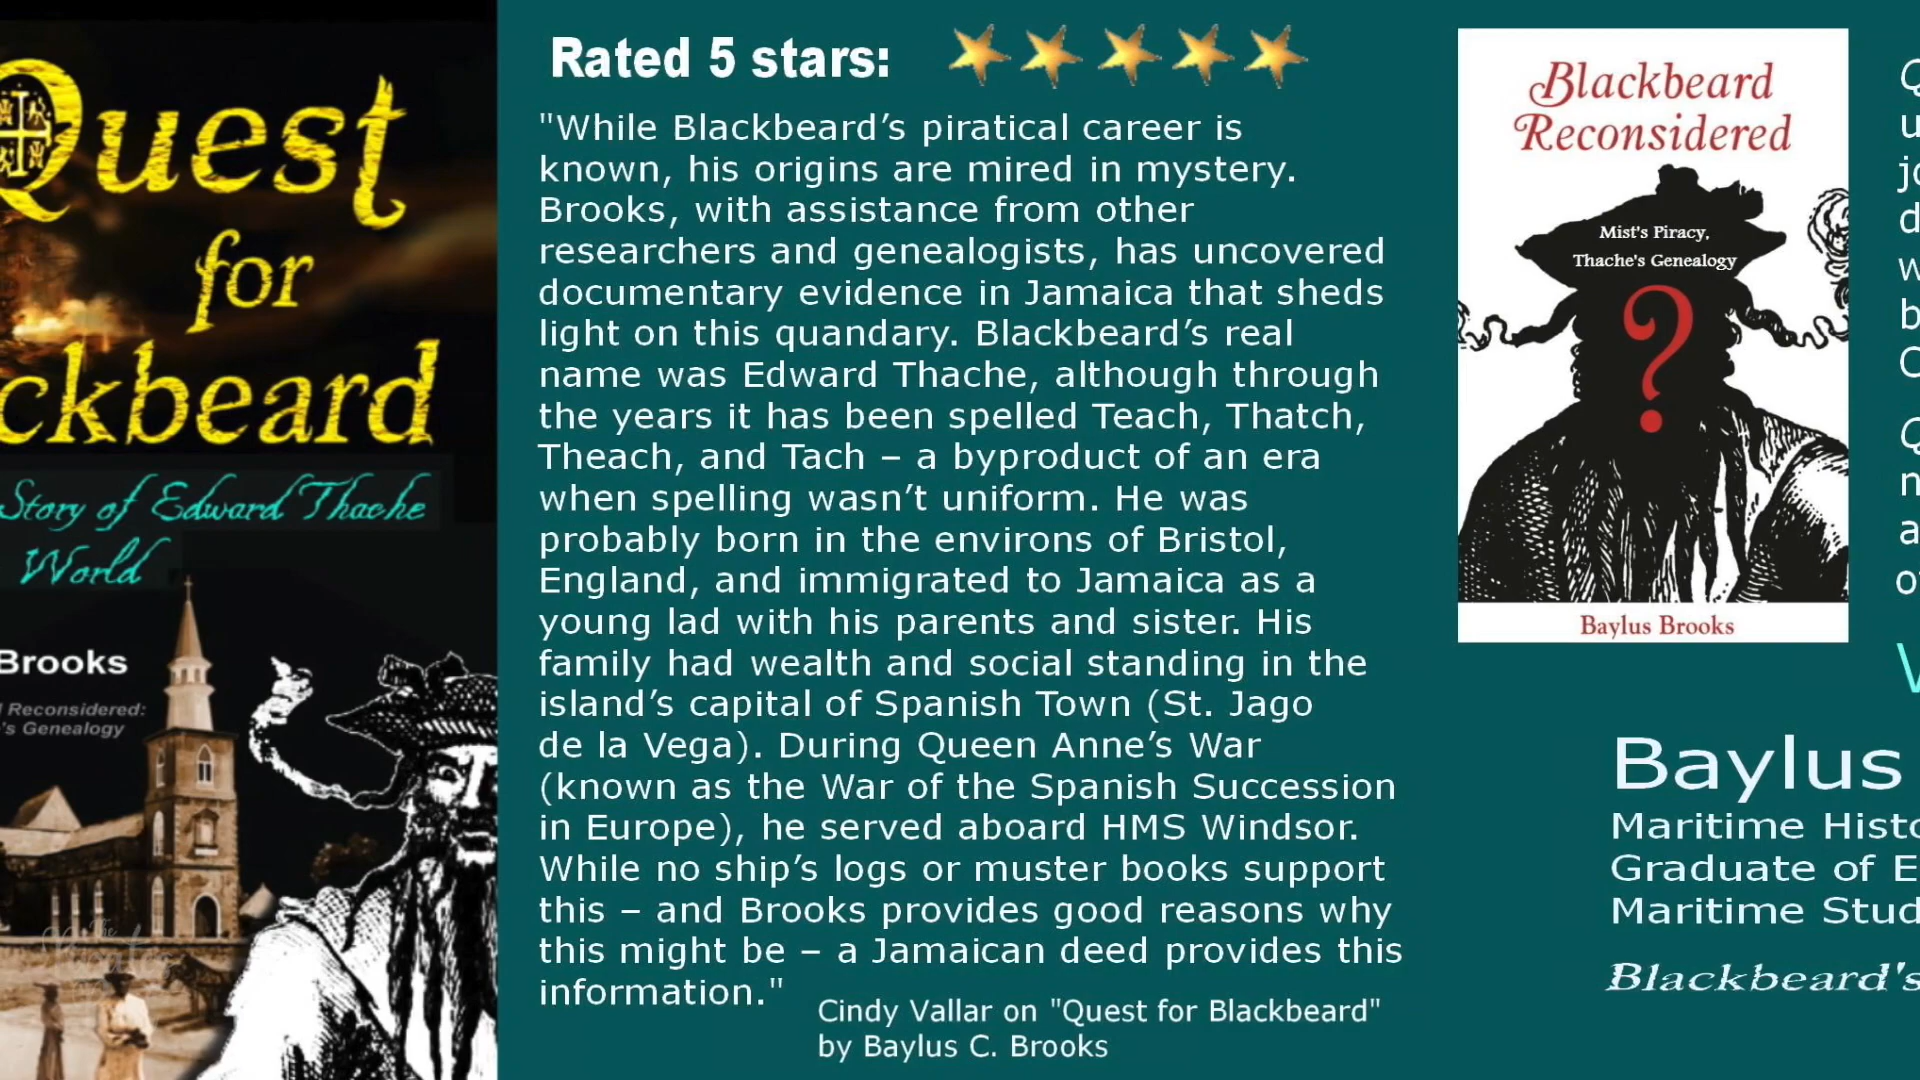 Quest
for
ckbeard
Story of Edward Thache
World
Brooks
Reconsidered:
's Genealogy
The
Pirates
Rated 5 stars:
"While Blackbeard’s piratical career is
known, his origins are mired in mystery.
Brooks, with assistance from other
researchers and genealogists, has uncovered
documentary evidence in Jamaica that sheds
light on this quandary. Blackbeard’s real
name was Edward Thache, although through
the years it has been spelled Teach, Thatch,
Theach, and Tach – a byproduct of an era
when spelling wasn’t uniform. He was
probably born in the environs of Bristol,
England, and immigrated to Jamaica as a
young lad with his parents and sister. His
family had wealth and social standing in the
island’s capital of Spanish Town (St. Jago
de la Vega). During Queen Anne’s War
(known as the War of the Spanish Succession
in Europe), he served aboard HMS Windsor.
While no ship’s logs or muster books support
this – and Brooks provides good reasons why
this might be – a Jamaican deed provides this
information."
Cindy Vallar on "Quest for Blackbeard"
by Baylus C. Brooks
Blackbeard
Reconsidered
Mist's Piracy,
Thache's Genealogy
?
Baylus Brooks
Baylus
Maritime Histo
Graduate of E
Maritime Stud
Blackbeard's